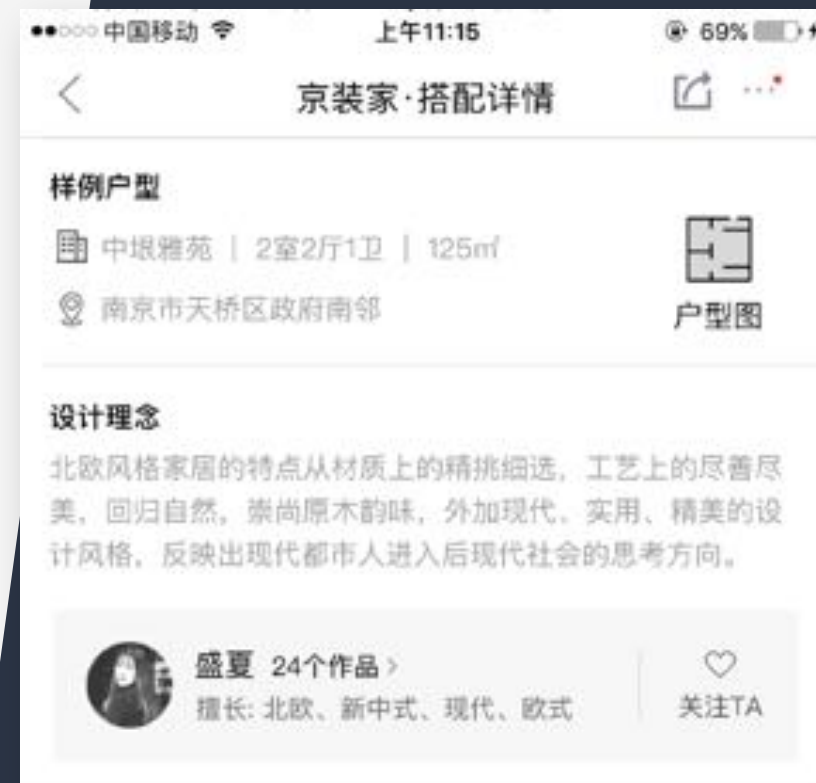 中国移动 上午11:15 69%
京装家·搭配详情
样例户型
中垠雅苑 | 2室2厅1卫 | 125㎡
南京市天桥区政府南邻
户型图
设计理念
北欧风格家居的特点从材质上的精挑细选，工艺上的尽善尽
美，回归自然，崇尚原木韵味，外加现代、实用、精美的设
计风格，反映出现代都市人进入后现代社会的思考方向。
盛夏 24个作品 >
擅长: 北欧、新中式、现代、欧式
关注TA